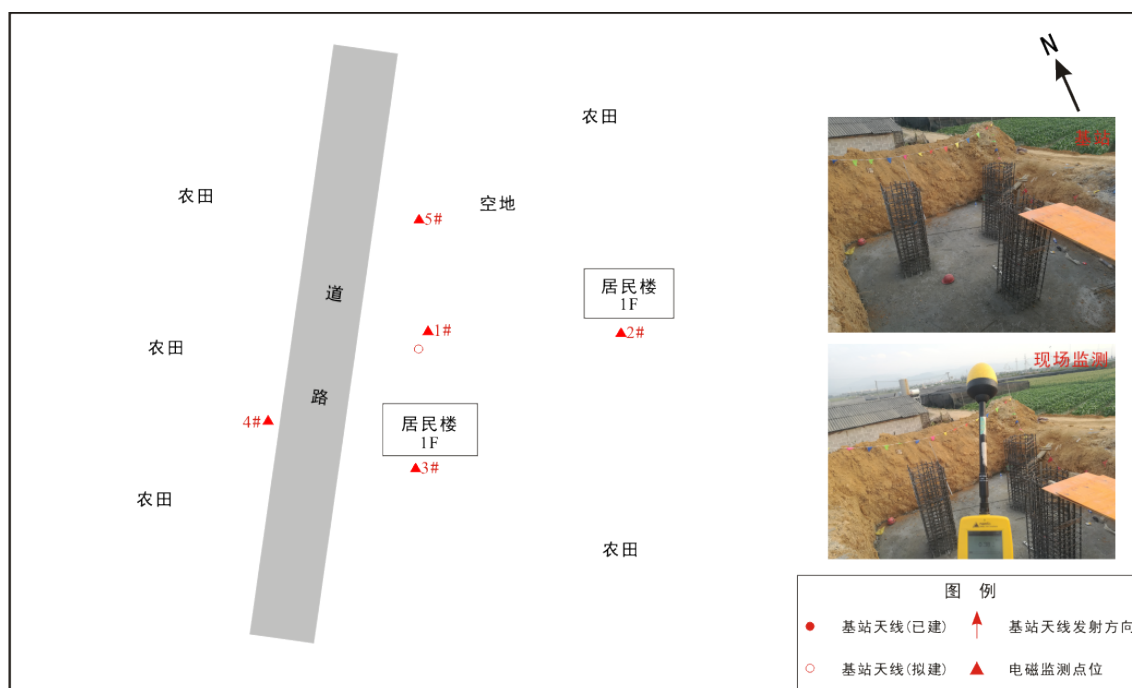 N
农田
基站
农田
空地
5#
道
路
居民楼
1F
1#
2#
农田
现场监测
居民楼
1F
4#
3#
农田
农田
图 例
基站天线(已建)
基站天线发射方向
基站天线(拟建)
电磁监测点位